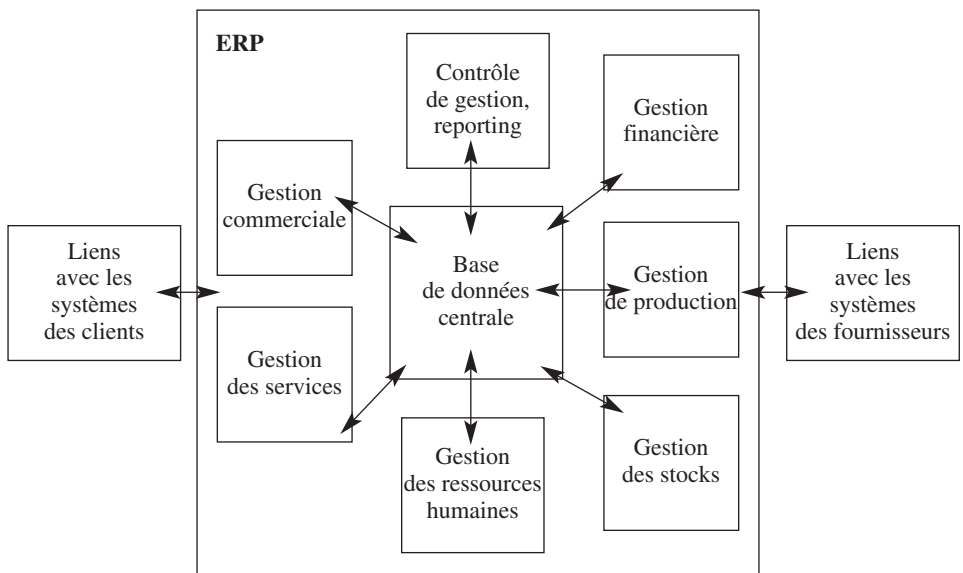 ERP
Contrôle
de gestion,
reporting
Gestion
financière
Gestion
commerciale
Liens
avec les
systèmes
des clients
Base
de données
centrale
Gestion
de production
Liens
avec les
systèmes
des fournisseurs
Gestion
des services
Gestion
des ressources
humaines
Gestion
des stocks